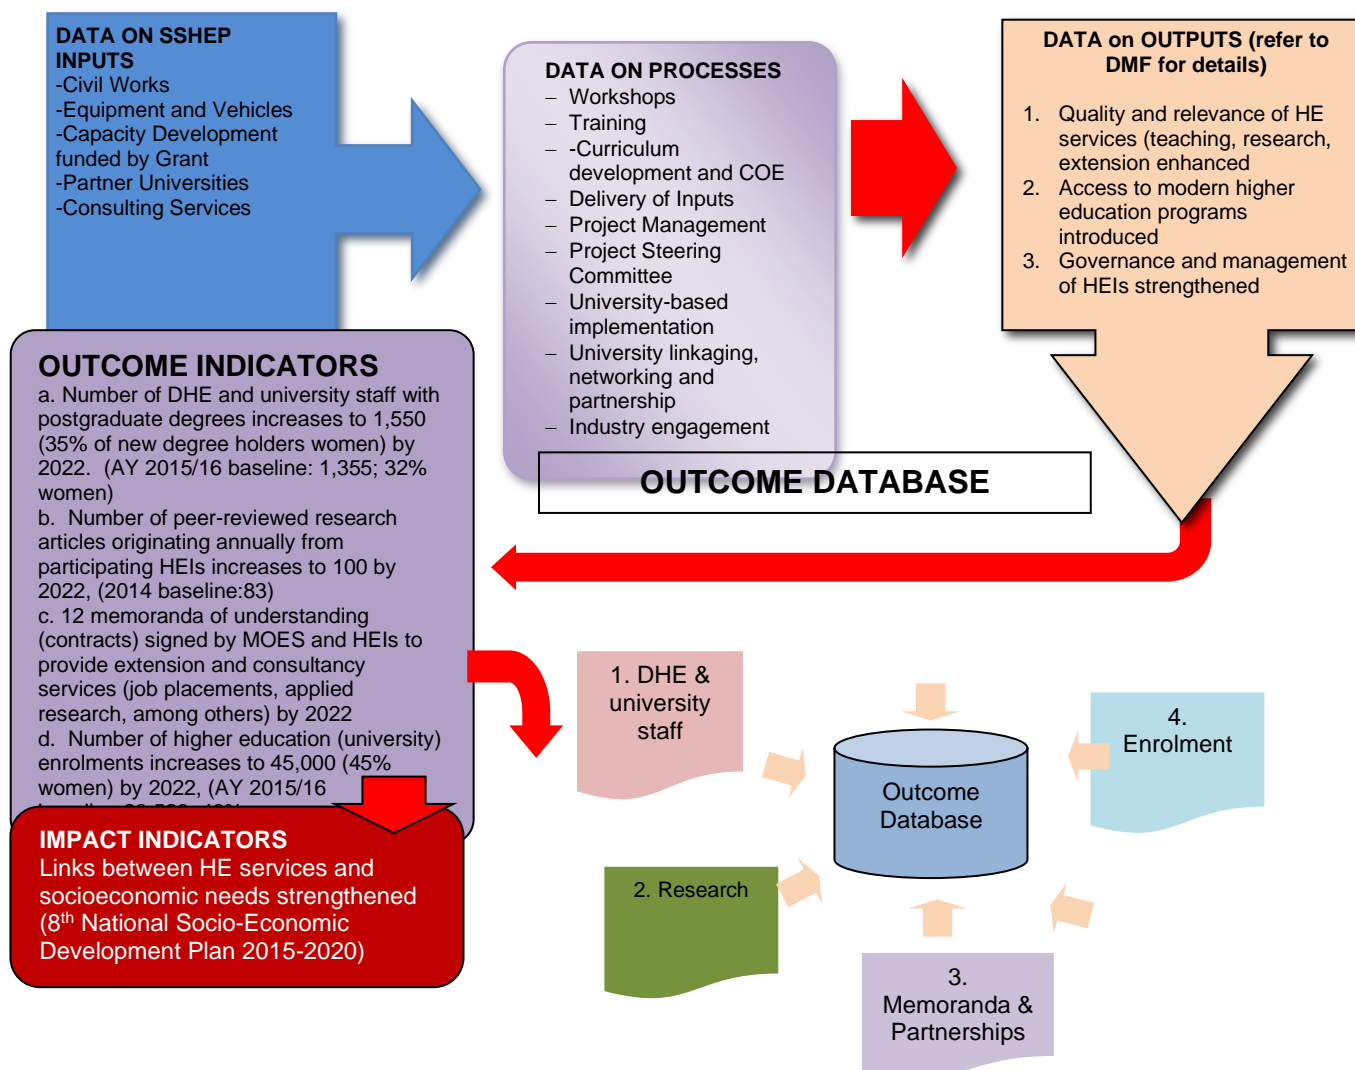 DATA ON SSHEP
INPUTS
-Civil Works
-Equipment and Vehicles
-Capacity Development
funded by Grant
-Partner Universities
-Consulting Services
DATA ON PROCESSES
– Workshops
– Training
– -Curriculum
development and COE
– Delivery of Inputs
– Project Management
– Project Steering
Committee
– University-based
implementation
– University linkaging,
networking and
partnership
– Industry engagement
DATA on OUTPUTS (refer to
DMF for details)
1. Quality and relevance of HE
services (teaching, research,
extension enhanced
2. Access to modern higher
education programs
introduced
3. Governance and management
of HEIs strengthened
OUTCOME INDICATORS
a. Number of DHE and university staff with
postgraduate degrees increases to 1,550
(35% of new degree holders women) by
2022. (AY 2015/16 baseline: 1,355; 32%
women)
b. Number of peer-reviewed research
articles originating annually from
participating HEIs increases to 100 by
2022, (2014 baseline:83)
c. 12 memoranda of understanding
(contracts) signed by MOES and HEIs to
provide extension and consultancy
services (job placements, applied
research, among others) by 2022
d. Number of higher education (university)
enrolments increases to 45,000 (45%
women) by 2022, (AY 2015/16
OUTCOME DATABASE
IMPACT INDICATORS
Links between HE services and
socioeconomic needs strengthened
(8th National Socio-Economic
Development Plan 2015-2020)
1. DHE &
university
staff
2. Research
3.
Memoranda &
Partnerships
4.
Enrolment
Outcome
Database